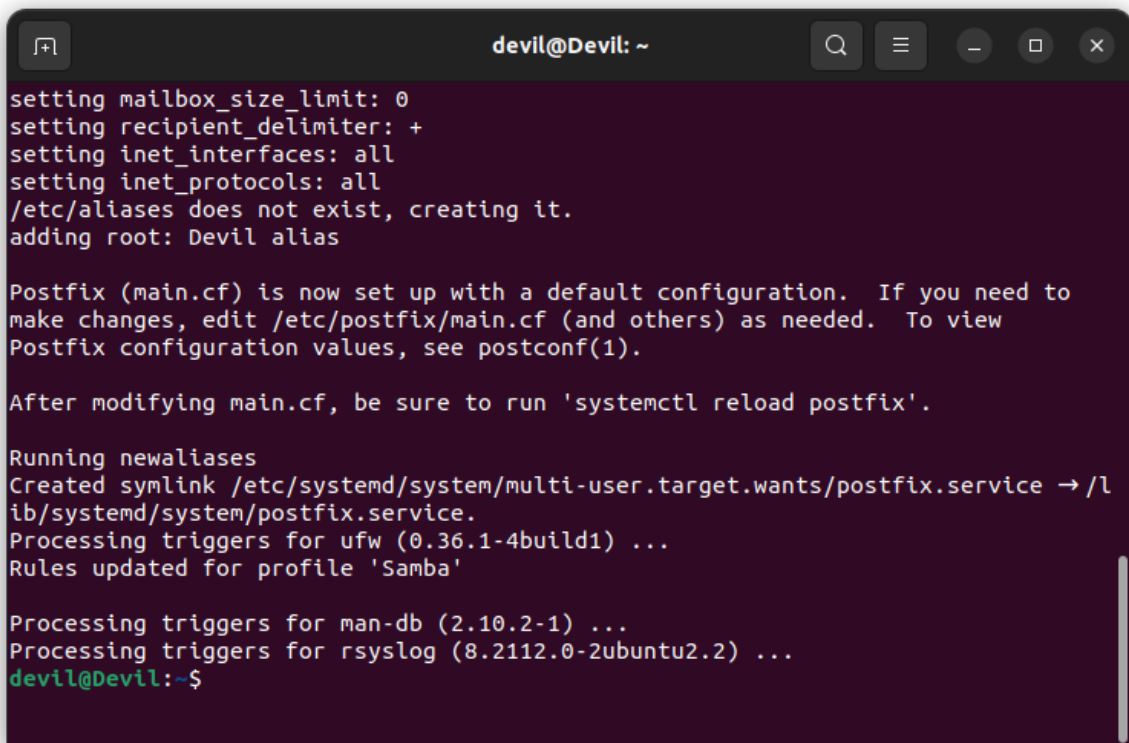 devil@Devil: ~
setting mailbox_size_limit: 0
setting recipient_delimiter: +
setting inet_interfaces: all
setting inet_protocols: all
/etc/aliases does not exist, creating it.
adding root: Devil alias
Postfix (main.cf) is now set up with a default configuration.  If you need to
make changes, edit /etc/postfix/main.cf (and others) as needed.  To view
Postfix configuration values, see postconf(1).
After modifying main.cf, be sure to run 'systemctl reload postfix'.
Running newaliases
Created symlink /etc/systemd/system/multi-user.target.wants/postfix.service → /l
ib/systemd/system/postfix.service.
Processing triggers for ufw (0.36.1-4build1) ...
Rules updated for profile 'Samba'
Processing triggers for man-db (2.10.2-1) ...
Processing triggers for rsyslog (8.2112.0-2ubuntu2.2) ...
devil@Devil:~$